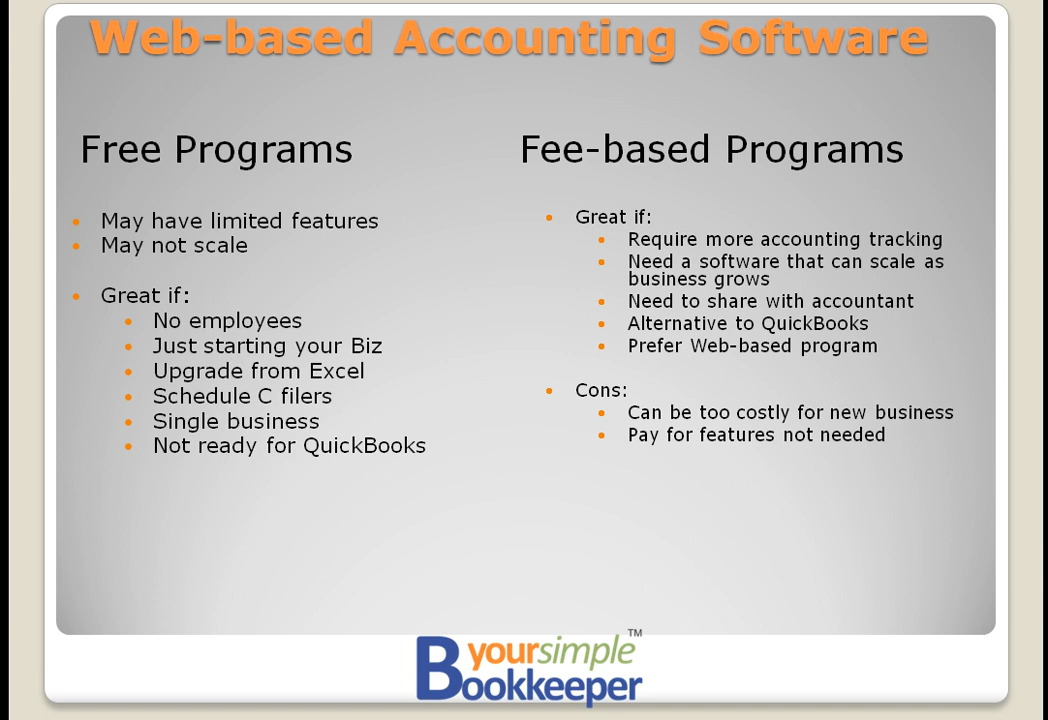 Web-based Accounting Software
Free Programs
May have limited features
May not scale
Great if:
No employees
Just starting your Biz
Upgrade from Excel
Schedule C filers
Single business
Not ready for QuickBooks
Fee-based Programs
Great if:
Require more accounting tracking
Need a software that can scale as
business grows
Need to share with accountant
Alternative to QuickBooks
Prefer Web-based program
Cons:
Can be too costly for new business
Pay for features not needed
yoursimple™
Bookkeeper